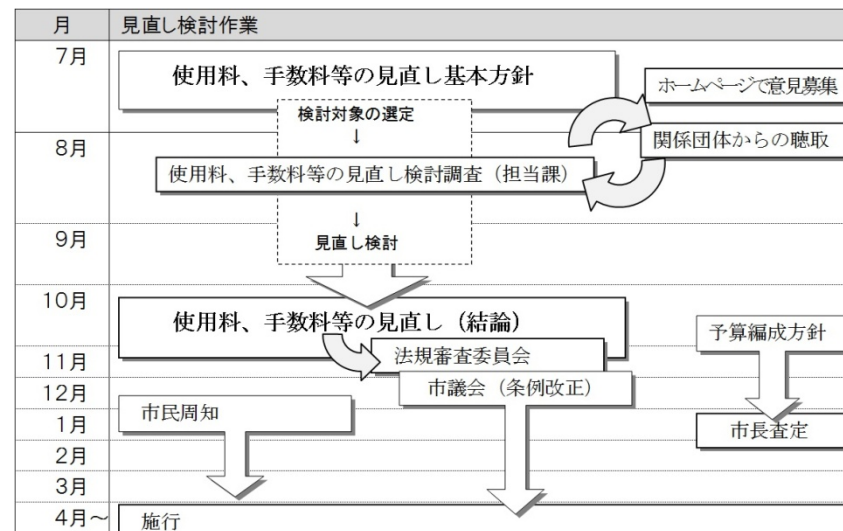 月 見直し検討作業
7月
使用料、手数料等の見直し基本方針
ホームページで意見募集
検討対象の選定
↓
関係団体からの聴取
8月
使用料、手数料等の見直し検討調査（担当課）
↓
9月
見直し検討
10月
使用料、手数料等の見直し（結論）
予算編成方針
11月
法規審査委員会
12月
市議会（条例改正）
1月
市民周知
市長査定
2月
3月
4月～
施行